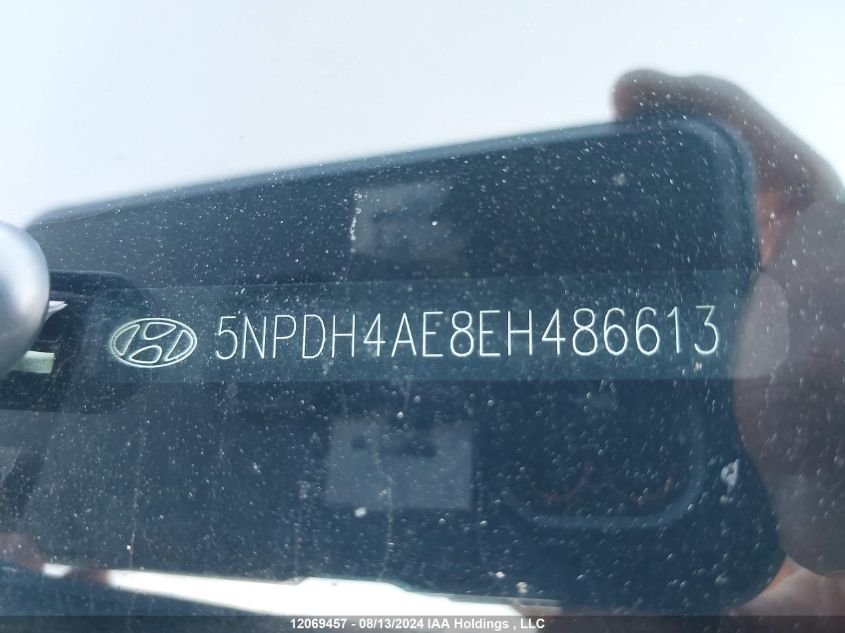 5NPDH4AE8EH486613
12069457 - 08/13/2024 IAA Holdings , LLC